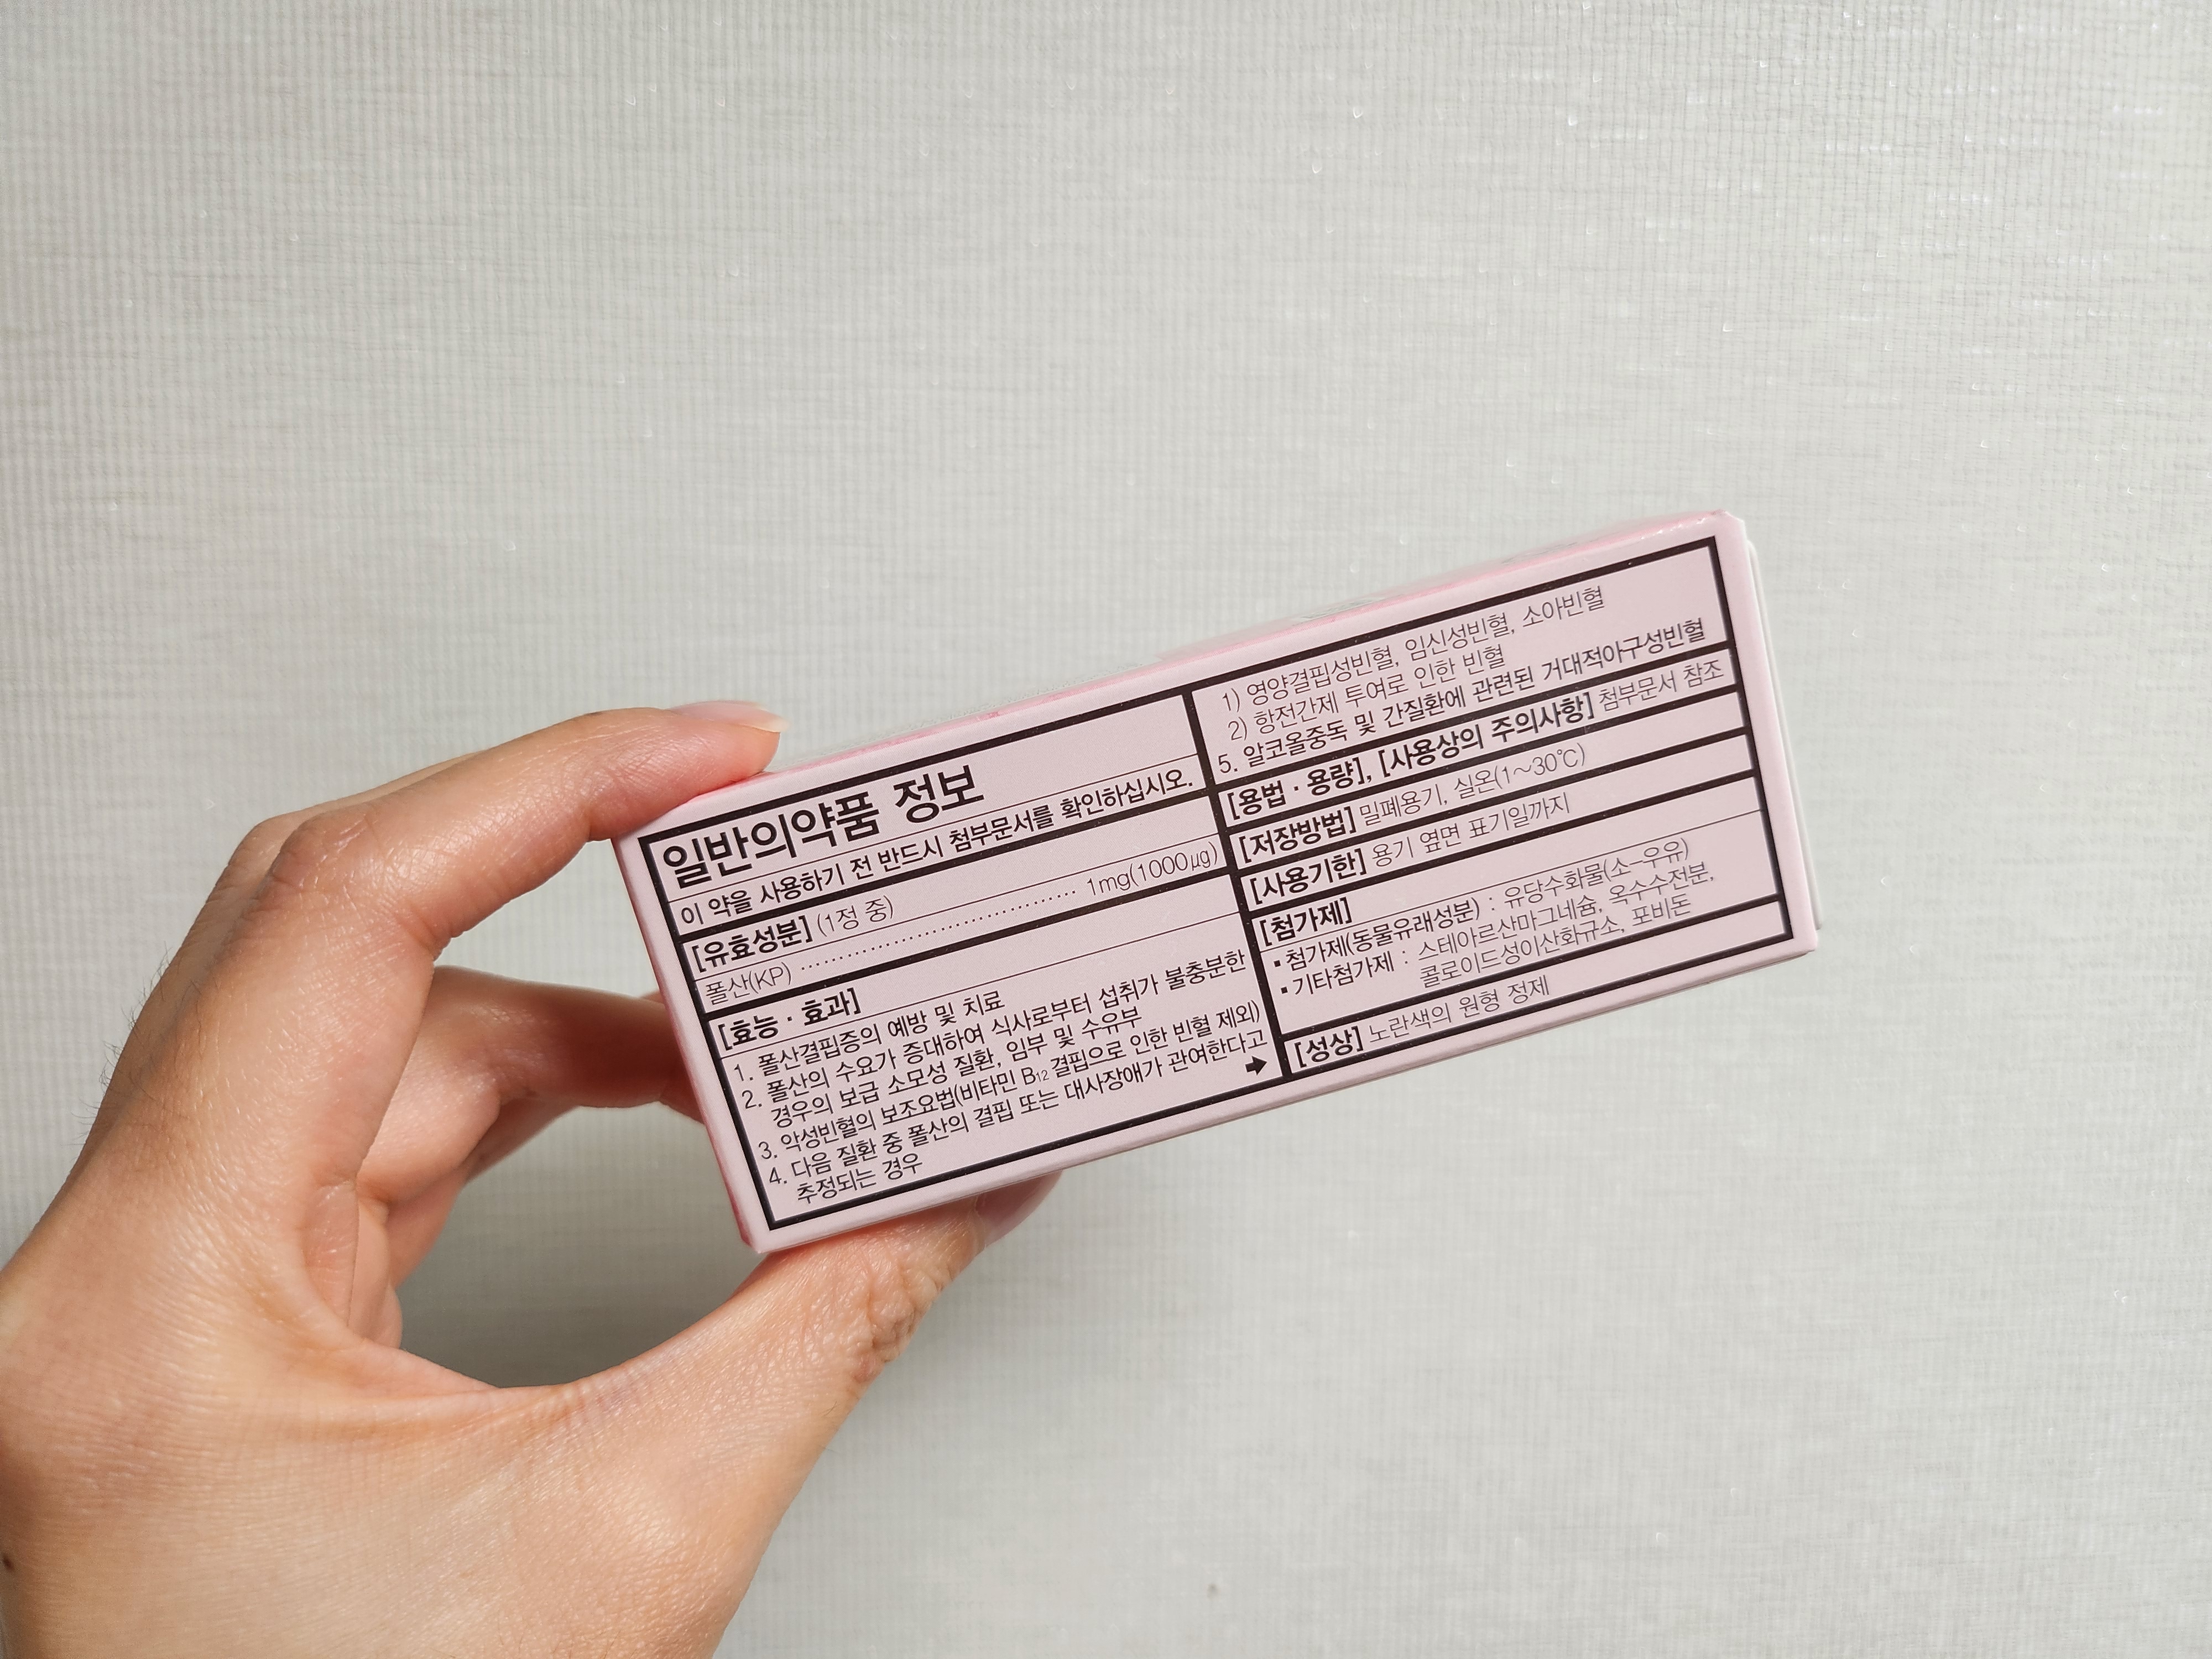 일반의약품 정보
이 약을 사용하기 전 반드시 첨부문서를 확인하십시오.
[유효성분] (1정 중)
폴산(KP) ································ 1mg(1000㎍)
[효능 · 효과]
1. 폴산결핍증의 예방 및 치료
2. 폴산의 수요가 증대하여 식사로부터 섭취가 불충분한
경우의 보급 소모성 질환, 임부 및 수유부
3. 악성빈혈의 보조요법(비타민 B₁₂ 결핍으로 인한 빈혈 제외)
4. 다음 질환 중 폴산의 결핍 또는 대사장애가 관여한다고
추정되는 경우
1) 영양결핍성빈혈, 임신성빈혈, 소아빈혈
2) 항전간제 투여로 인한 빈혈
5. 알코올중독 및 간질환에 관련된 거대적아구성빈혈
[용법 · 용량], [사용상의 주의사항] 첨부문서 참조
[저장방법] 밀폐용기, 실온(1~30℃)
[사용기한] 용기 옆면 표기일까지
[첨가제]
▪ 첨가제(동물유래성분) : 유당수화물(소-우유)
▪ 기타첨가제 : 스테아르산마그네슘, 옥수수전분,
콜로이드성이산화규소, 포비돈
[성상] 노란색의 원형 정제